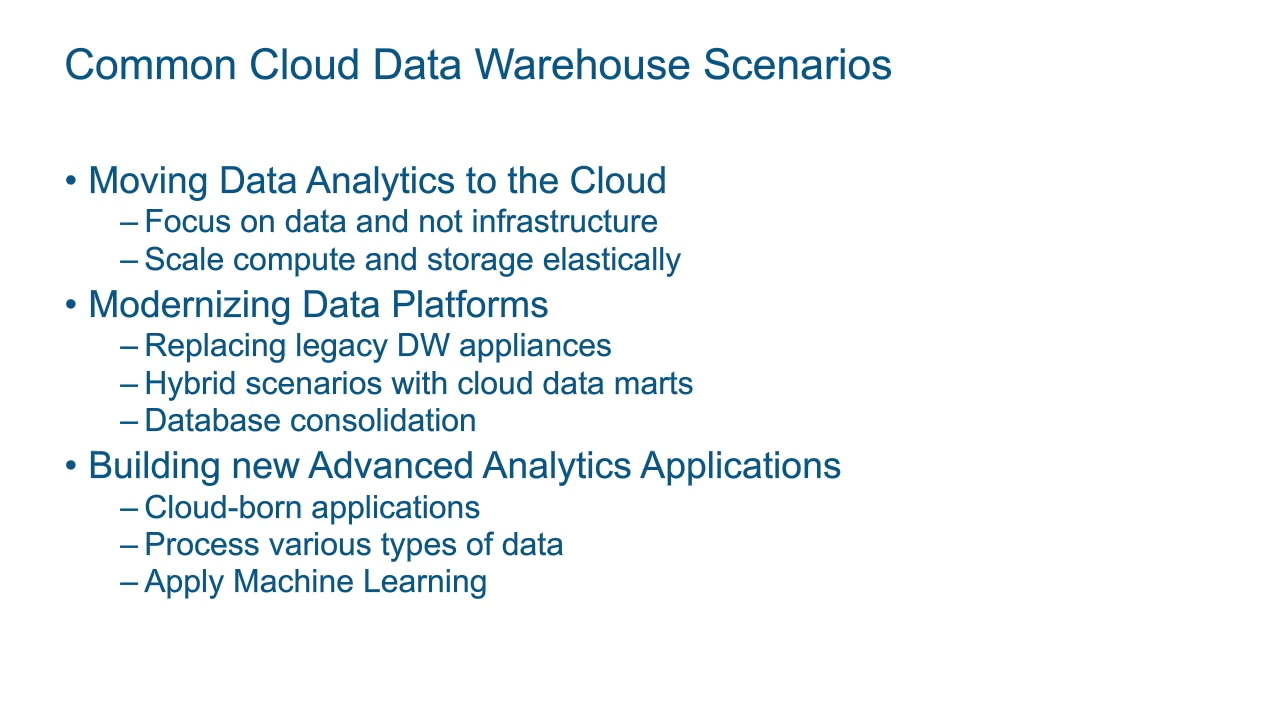 Common Cloud Data Warehouse Scenarios
• Moving Data Analytics to the Cloud
– Focus on data and not infrastructure
– Scale compute and storage elastically
• Modernizing Data Platforms
– Replacing legacy DW appliances
– Hybrid scenarios with cloud data marts
– Database consolidation
• Building new Advanced Analytics Applications
– Cloud-born applications
– Process various types of data
– Apply Machine Learning